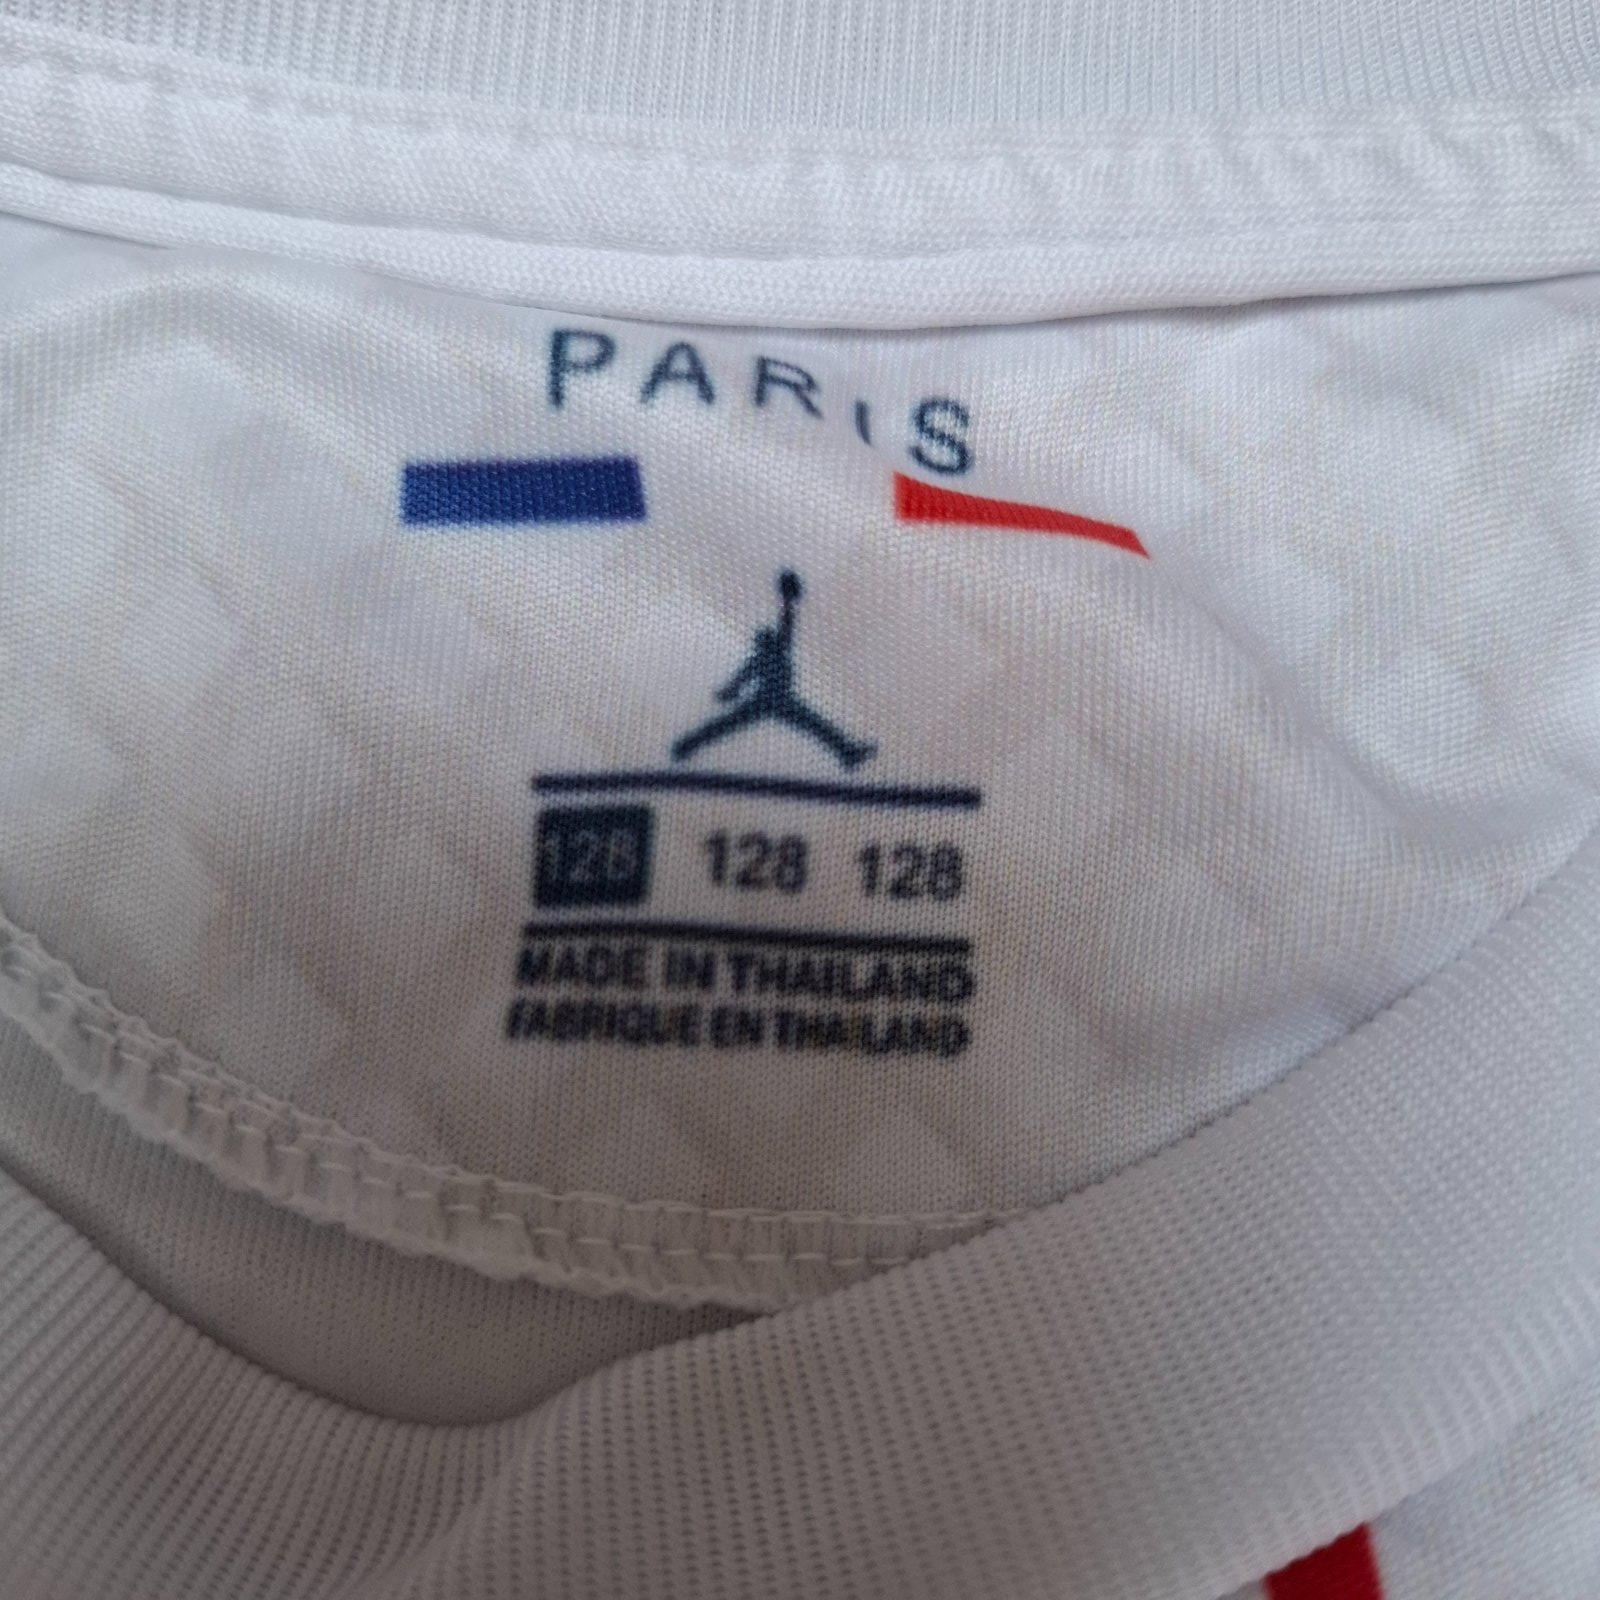 PARIS
128 128 128
MADE IN THAILAND
FABRIQUE EN THAILAND